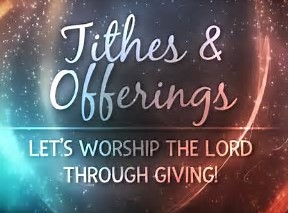 Tithes &
Offerings
LET'S WORSHIP THE LORD
THROUGH GIVING!